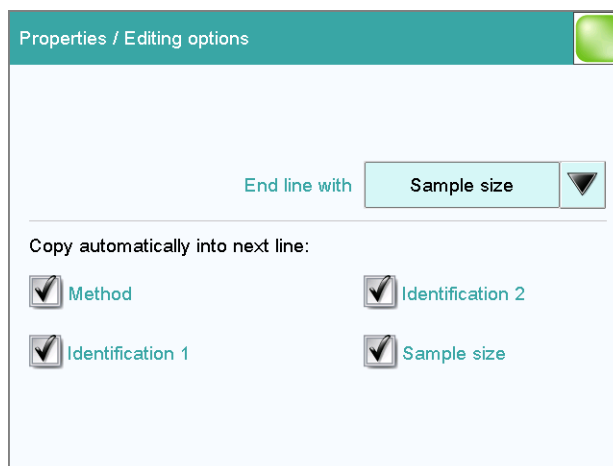 Properties / Editing options
End line with Sample size
Copy automatically into next line:
Method Identification 2
Identification 1 Sample size